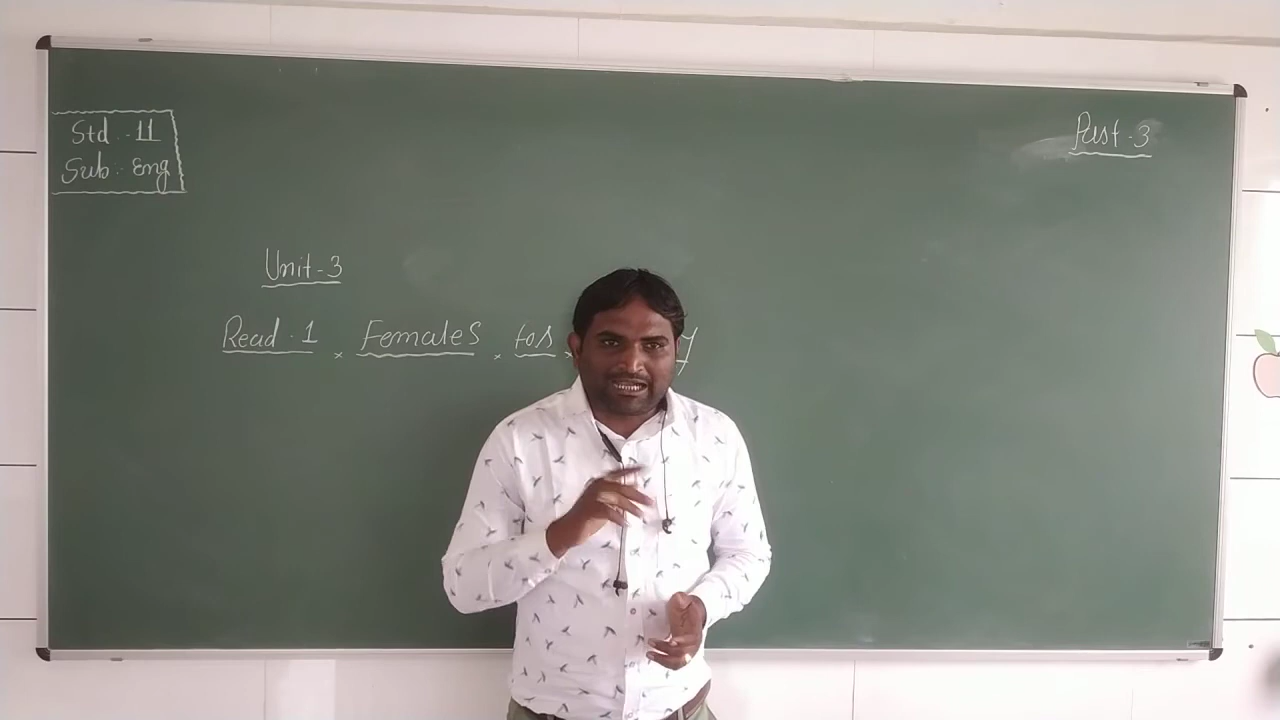 Std :- 11
Sub :- Eng
Part - 3
Unit - 3
Read . 1 × Females × for ×